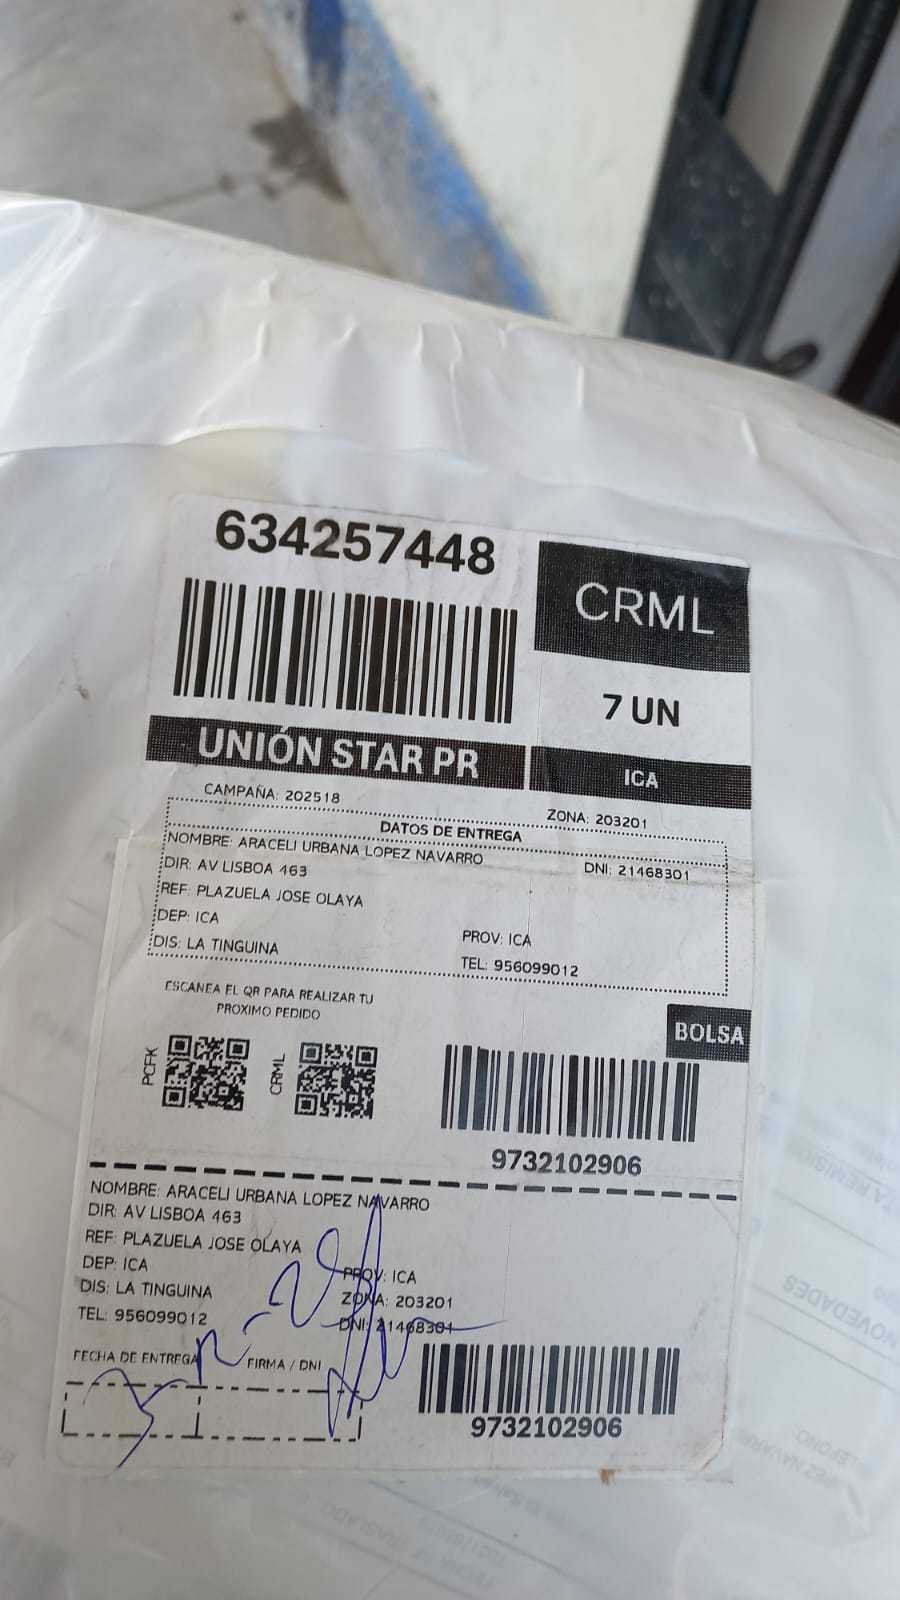 634257448
CRML
7 UN
UNIÓN STAR PR
ICA
CAMPAÑA: 202518
ZONA: 203201
DATOS DE ENTREGA
NOMBRE: ARACELI URBANA LOPEZ NAVARRO
DNI: 21468301
DIR: AV LISBOA 463
REF: PLAZUELA JOSE OLAYA
DEP: ICA
PROV: ICA
DIS: LA TINGUINA
TEL: 956099012
ESCANEA EL QR PARA REALIZAR TU
PROXIMO PEDIDO
BOLSA
PCFK
CRML
9732102906
NOMBRE: ARACELI URBANA LOPEZ NAVARRO
DIR: AV LISBOA 463
REF: PLAZUELA JOSE OLAYA
DEP: ICA
PROV: ICA
DIS: LA TINGUINA
ZONA: 203201
TEL: 956099012
DNI: 21468301
FECHA DE ENTREGA
FIRMA / DNI
9732102906
NOVEDADES